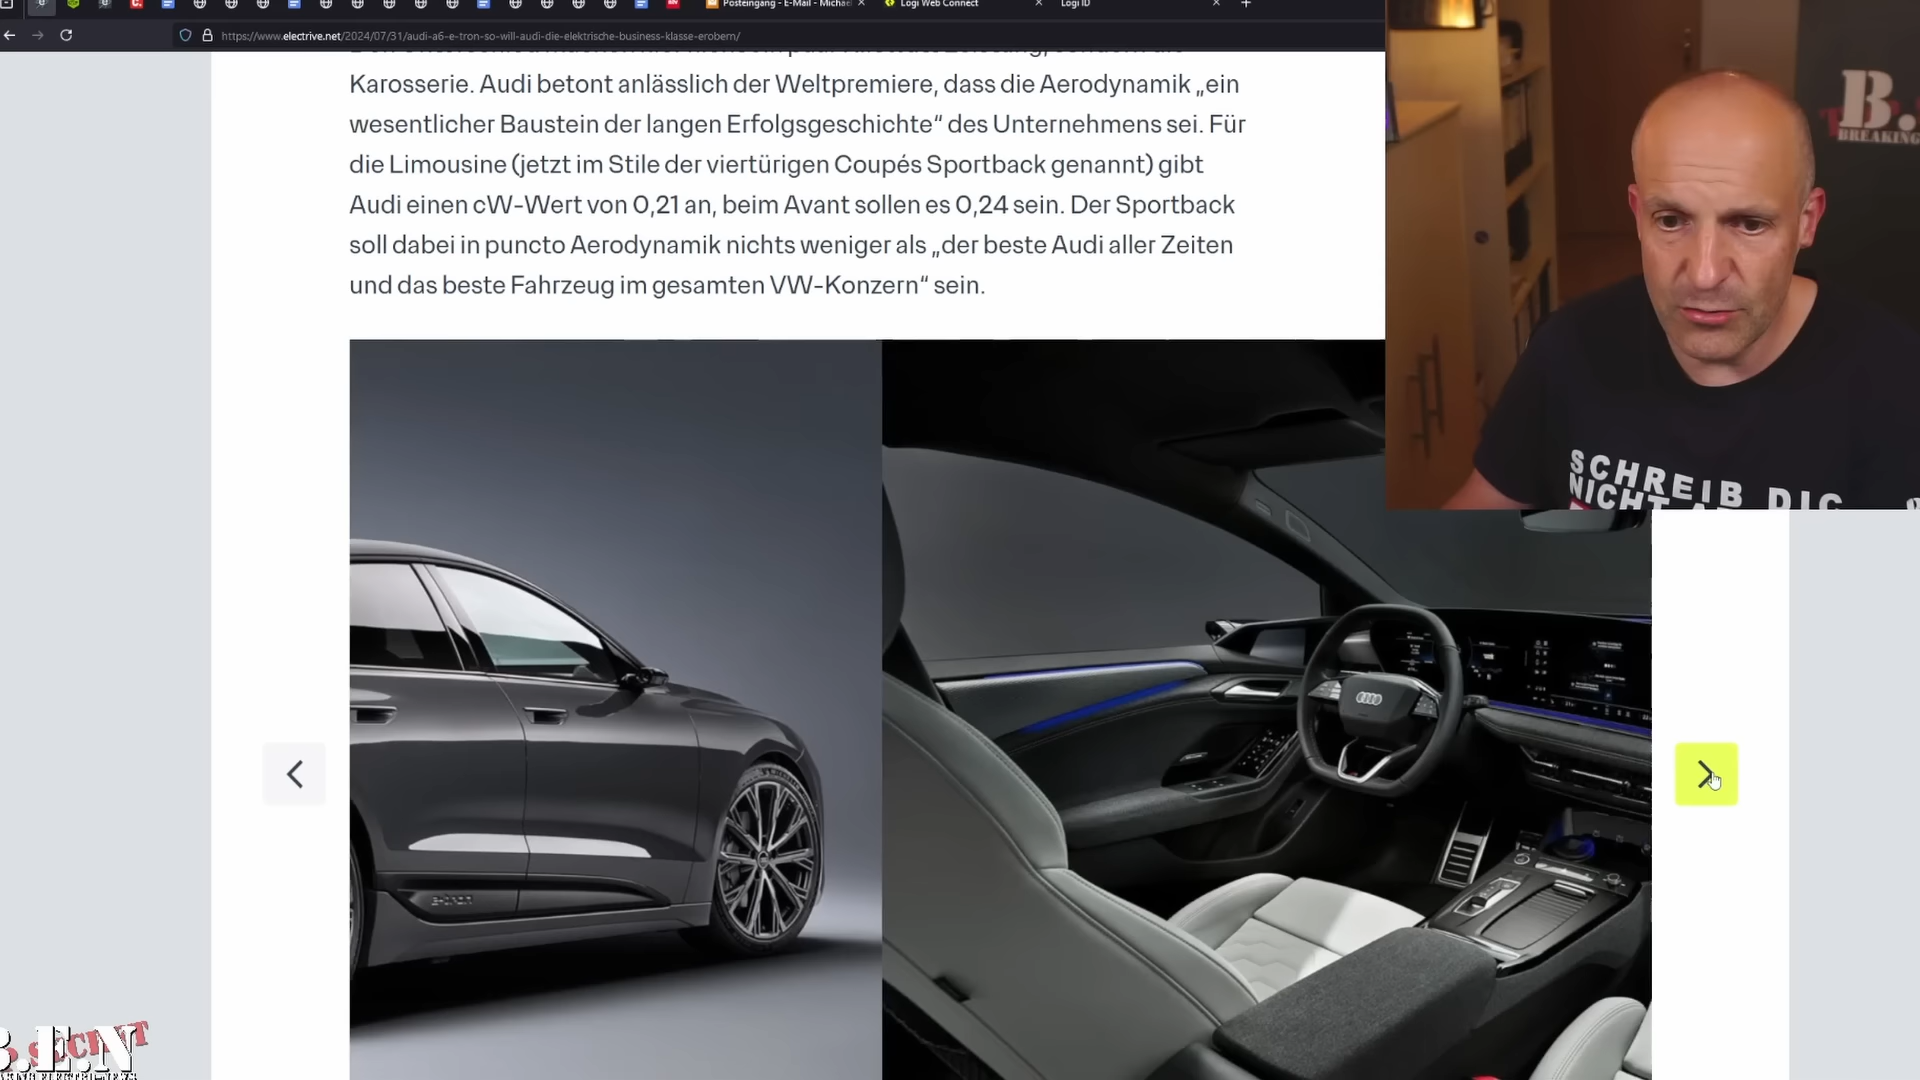 Posteingang - E-Mail - Michael
Logi Web Connect
Logi ID
https://www.electrive.net/2024/07/31/audi-a6-e-tron-so-will-audi-die-elektrische-business-klasse-erobern/
Karosserie. Audi betont anlässlich der Weltpremiere, dass die Aerodynamik „ein
wesentlicher Baustein der langen Erfolgsgeschichte“ des Unternehmens sei. Für
die Limousine (jetzt im Stile der viertürigen Coupés Sportback genannt) gibt
Audi einen cW-Wert von 0,21 an, beim Avant sollen es 0,24 sein. Der Sportback
soll dabei in puncto Aerodynamik nichts weniger als „der beste Audi aller Zeiten
und das beste Fahrzeug im gesamten VW-Konzern“ sein.
B.
BREAKING
SCHREIB DIC
NICHT
e-tron
B.E.N